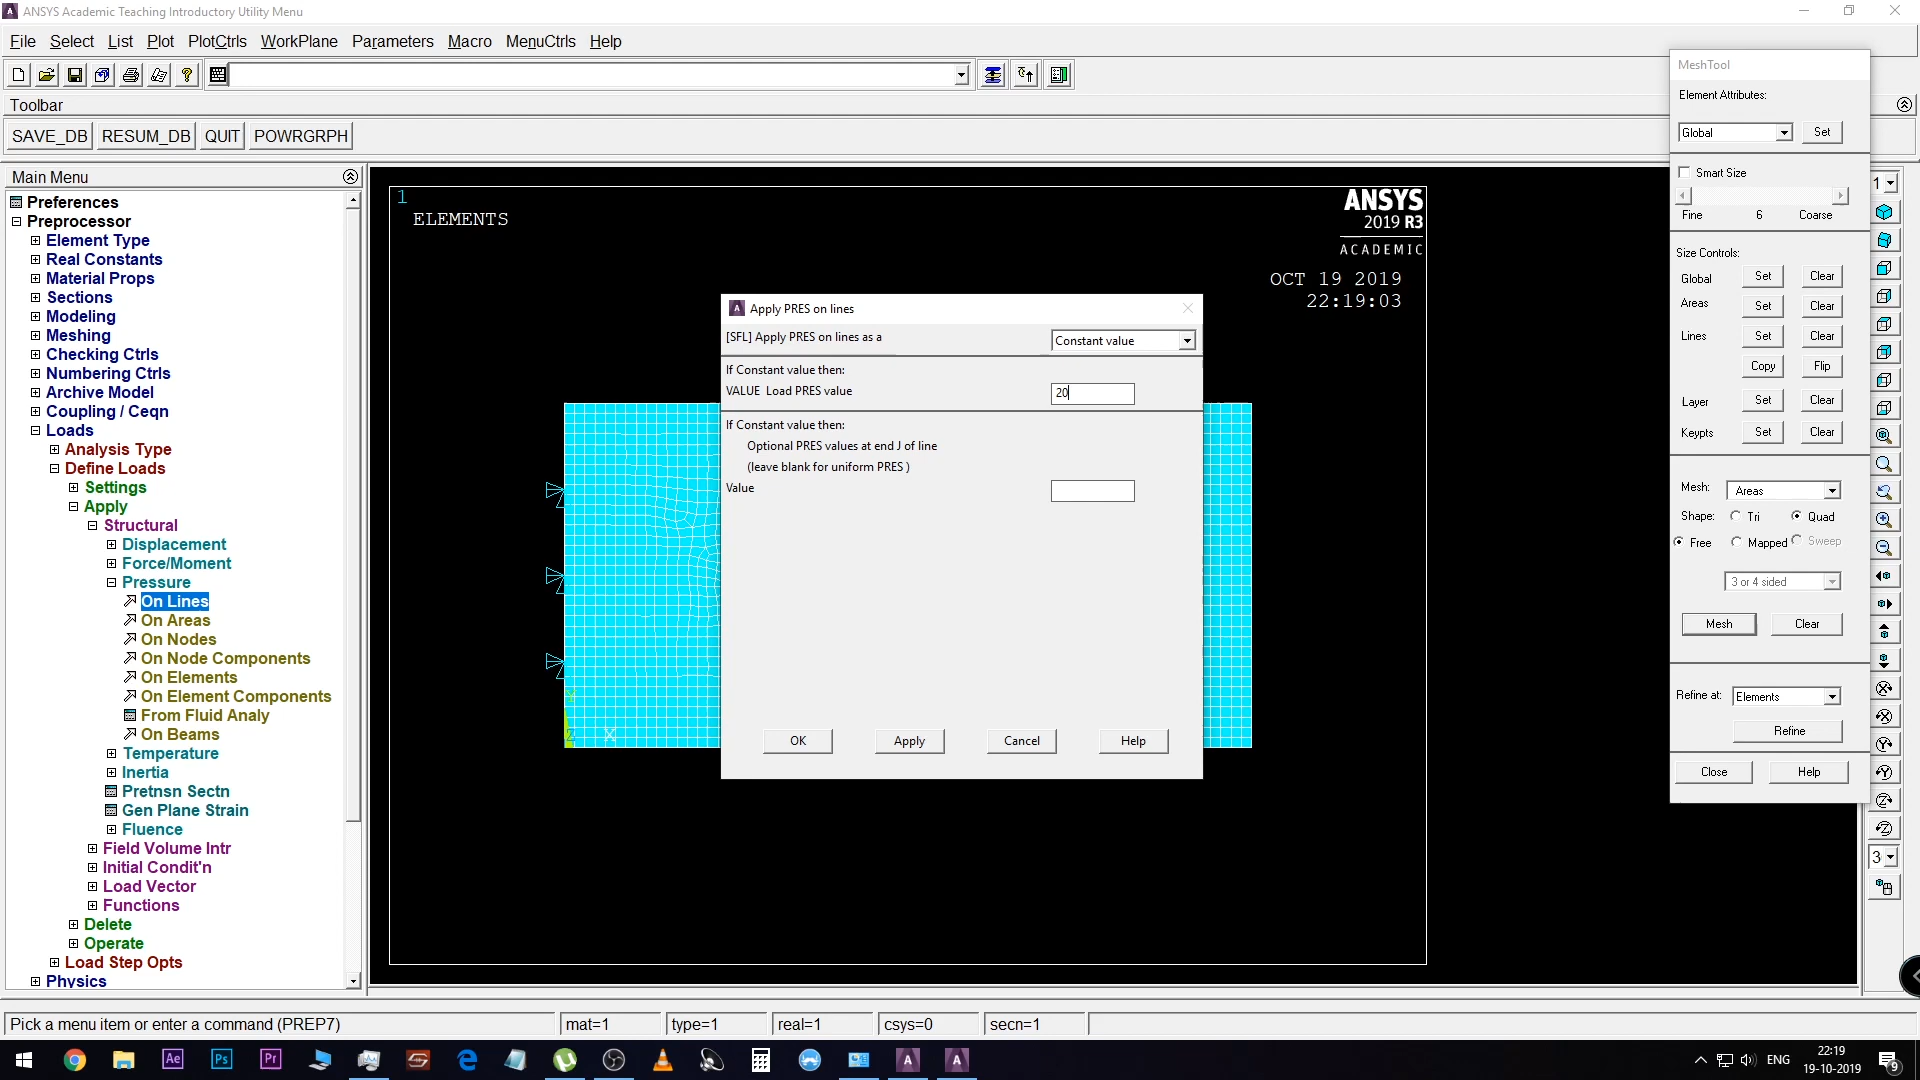 ANSYS Academic Teaching Introductory Utility Menu
File Select List Plot PlotCtrls WorkPlane Parameters Macro MenuCtrls Help
Toolbar
SAVE_DB RESUM_DB QUIT POWRGRPH
Main Menu
Preferences
Preprocessor
Element Type
Real Constants
Material Props
Sections
Modeling
Meshing
Checking Ctrls
Numbering Ctrls
Archive Model
Coupling / Ceqn
Loads
Analysis Type
Define Loads
Settings
Apply
Structural
Displacement
Force/Moment
Pressure
On Lines
On Areas
On Nodes
On Node Components
On Elements
On Element Components
From Fluid Analy
On Beams
Temperature
Inertia
Pretnsn Sectn
Gen Plane Strain
Fluence
Field Volume Intr
Initial Condit'n
Load Vector
Functions
Delete
Operate
Load Step Opts
Physics
1
ELEMENTS
ANSYS
2019 R3
ACADEMIC
OCT 19 2019
22:19:03
Y
Z X
Apply PRES on lines
[SFL] Apply PRES on lines as a Constant value
If Constant value then:
VALUE Load PRES value 20
If Constant value then:
Optional PRES values at end J of line
(leave blank for uniform PRES )
Value
OK Apply Cancel Help
MeshTool
Element Attributes:
Global Set
Smart Size
Fine 6 Coarse
Size Controls:
Global Set Clear
Areas Set Clear
Lines Set Clear
Copy Flip
Layer Set Clear
Keypts Set Clear
Mesh: Areas
Shape: Tri Quad
Free Mapped Sweep
3 or 4 sided
Mesh Clear
Refine at: Elements
Refine
Close Help
1
3
Pick a menu item or enter a command (PREP7) mat=1 type=1 real=1 csys=0 secn=1
Ae Ps Pr
ENG
22:19
19-10-2019
9